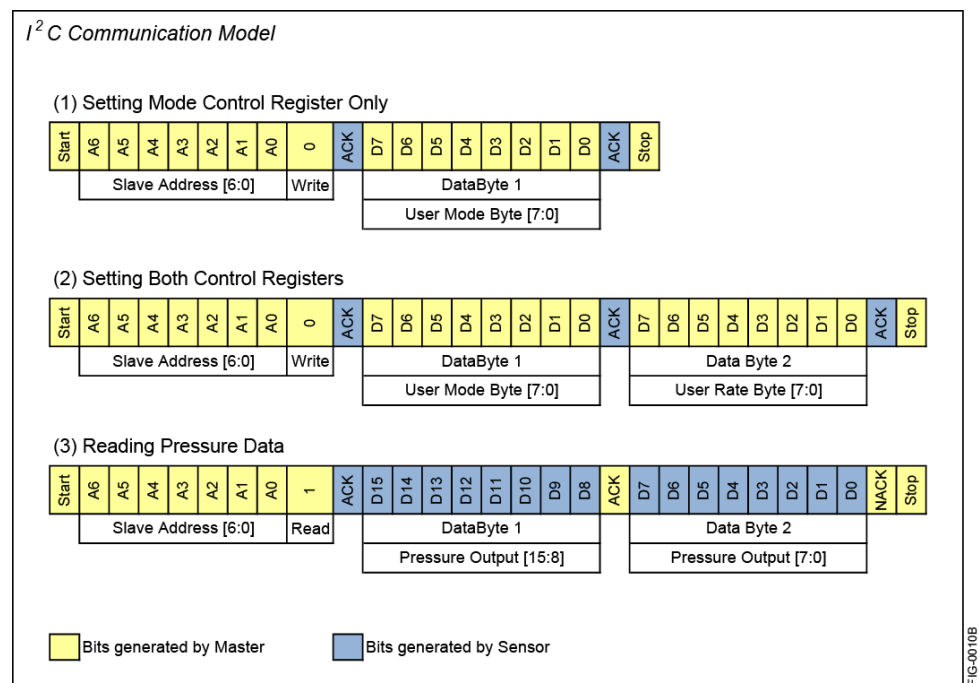 I2C Communication Model
(1) Setting Mode Control Register Only
Start A6 A5 A4 A3 A2 A1 A0 0 ACK D7 D6 D5 D4 D3 D2 D1 D0 ACK Stop
Slave Address [6:0] Write DataByte 1
User Mode Byte [7:0]
(2) Setting Both Control Registers
Start A6 A5 A4 A3 A2 A1 A0 0 ACK D7 D6 D5 D4 D3 D2 D1 D0 ACK D7 D6 D5 D4 D3 D2 D1 D0 ACK Stop
Slave Address [6:0] Write DataByte 1 Data Byte 2
User Mode Byte [7:0] User Rate Byte [7:0]
(3) Reading Pressure Data
Start A6 A5 A4 A3 A2 A1 A0 1 ACK D15 D14 D13 D12 D11 D10 D9 D8 ACK D7 D6 D5 D4 D3 D2 D1 D0 NACK Stop
Slave Address [6:0] Read DataByte 1 Data Byte 2
Pressure Output [15:8] Pressure Output [7:0]
Bits generated by Master Bits generated by Sensor
FIG-0010B